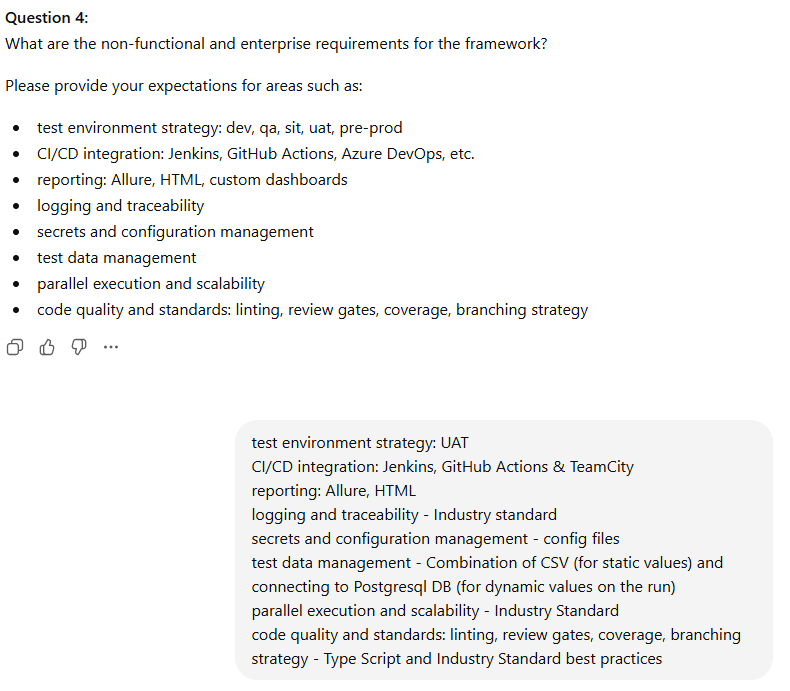 Question 4:
What are the non-functional and enterprise requirements for the framework?
Please provide your expectations for areas such as:
• test environment strategy: dev, qa, sit, uat, pre-prod
• CI/CD integration: Jenkins, GitHub Actions, Azure DevOps, etc.
• reporting: Allure, HTML, custom dashboards
• logging and traceability
• secrets and configuration management
• test data management
• parallel execution and scalability
• code quality and standards: linting, review gates, coverage, branching strategy
test environment strategy: UAT
CI/CD integration: Jenkins, GitHub Actions & TeamCity
reporting: Allure, HTML
logging and traceability - Industry standard
secrets and configuration management - config files
test data management - Combination of CSV (for static values) and
connecting to Postgresql DB (for dynamic values on the run)
parallel execution and scalability - Industry Standard
code quality and standards: linting, review gates, coverage, branching
strategy - Type Script and Industry Standard best practices